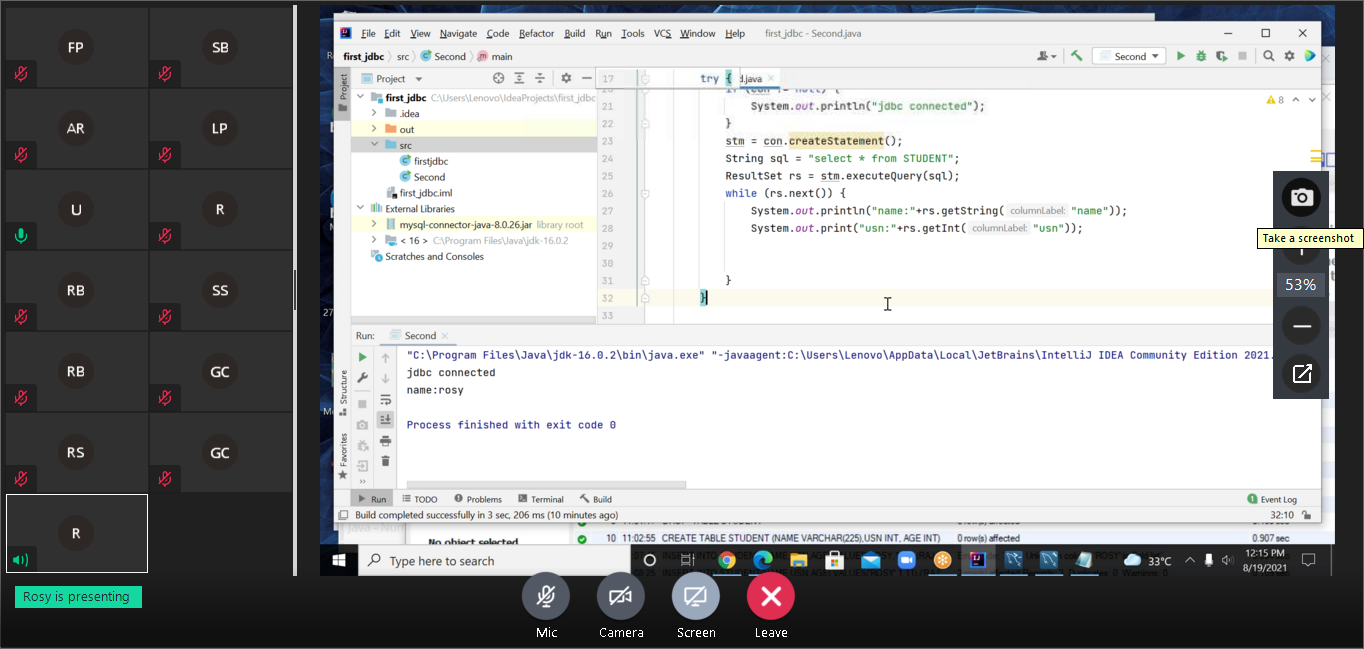 FP
SB
AR
LP
U
R
RB
SS
RB
GC
RS
GC
R
Rosy is presenting
File Edit View Navigate Code Refactor Build Run Tools VCS Window Help first_jdbc - Second.java
first_jdbc src Second main
Second
Project
Project
first_jdbc C:\Users\Lenovo\IdeaProjects\first_jdbc
.idea
out
src
firstjdbc
Second
first_jdbc.iml
External Libraries
mysql-connector-java-8.0.26.jar library root
< 16 > C:\Program Files\Java\jdk-16.0.2
Scratches and Consoles
17 try { d.java
8
21 System.out.println("jdbc connected");
22 }
23 stm = con.createStatement();
24 String sql = "select * from STUDENT";
25 ResultSet rs = stm.executeQuery(sql);
26 while (rs.next()) {
27 System.out.println("name:"+rs.getString( columnLabel: "name"));
28 System.out.print("usn:"+rs.getInt( columnLabel: "usn"));
29
30
31 }
32 }
33
Take a screenshot
53%
Run: Second
"C:\Program Files\Java\jdk-16.0.2\bin\java.exe" "-javaagent:C:\Users\Lenovo\AppData\Local\JetBrains\IntelliJ IDEA Community Edition 2021.
jdbc connected
name:rosy
Process finished with exit code 0
Structure
Favorites
Run TODO Problems Terminal Build
1 Event Log
Build completed successfully in 3 sec, 206 ms (10 minutes ago)
32:10
No object selected
10 11:02:55 CREATE TABLE STUDENT (NAME VARCHAR(225),USN INT, AGE INT) 0 row(s) affected 0.907 sec
Type here to search
33°C
12:15 PM
8/19/2021
Mic
Camera
Screen
Leave